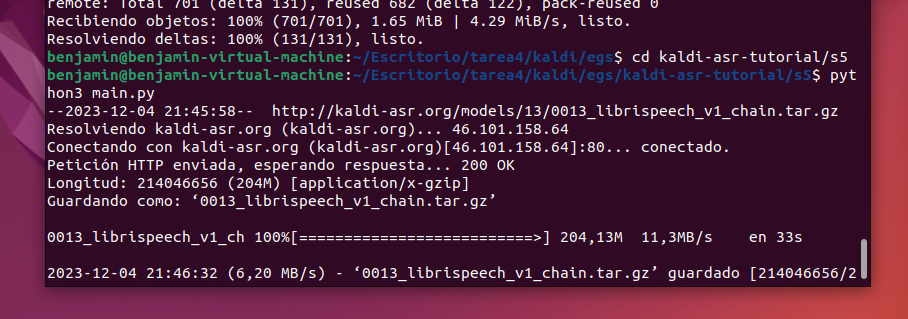 remote: Total 701 (delta 131), reused 682 (delta 122), pack-reused 0
Recibiendo objetos: 100% (701/701), 1.65 MiB | 4.29 MiB/s, listo.
Resolviendo deltas: 100% (131/131), listo.
benjamin@benjamin-virtual-machine:~/Escritorio/tarea4/kaldi/egs$ cd kaldi-asr-tutorial/s5
benjamin@benjamin-virtual-machine:~/Escritorio/tarea4/kaldi/egs/kaldi-asr-tutorial/s5$ pyt
hon3 main.py
--2023-12-04 21:45:58--  http://kaldi-asr.org/models/13/0013_librispeech_v1_chain.tar.gz
Resolviendo kaldi-asr.org (kaldi-asr.org)... 46.101.158.64
Conectando con kaldi-asr.org (kaldi-asr.org)[46.101.158.64]:80... conectado.
Petición HTTP enviada, esperando respuesta... 200 OK
Longitud: 214046656 (204M) [application/x-gzip]
Guardando como: ‘0013_librispeech_v1_chain.tar.gz’
0013_librispeech_v1_ch 100%[==========================>] 204,13M  11,3MB/s    en 33s
2023-12-04 21:46:32 (6,20 MB/s) - ‘0013_librispeech_v1_chain.tar.gz’ guardado [214046656/2